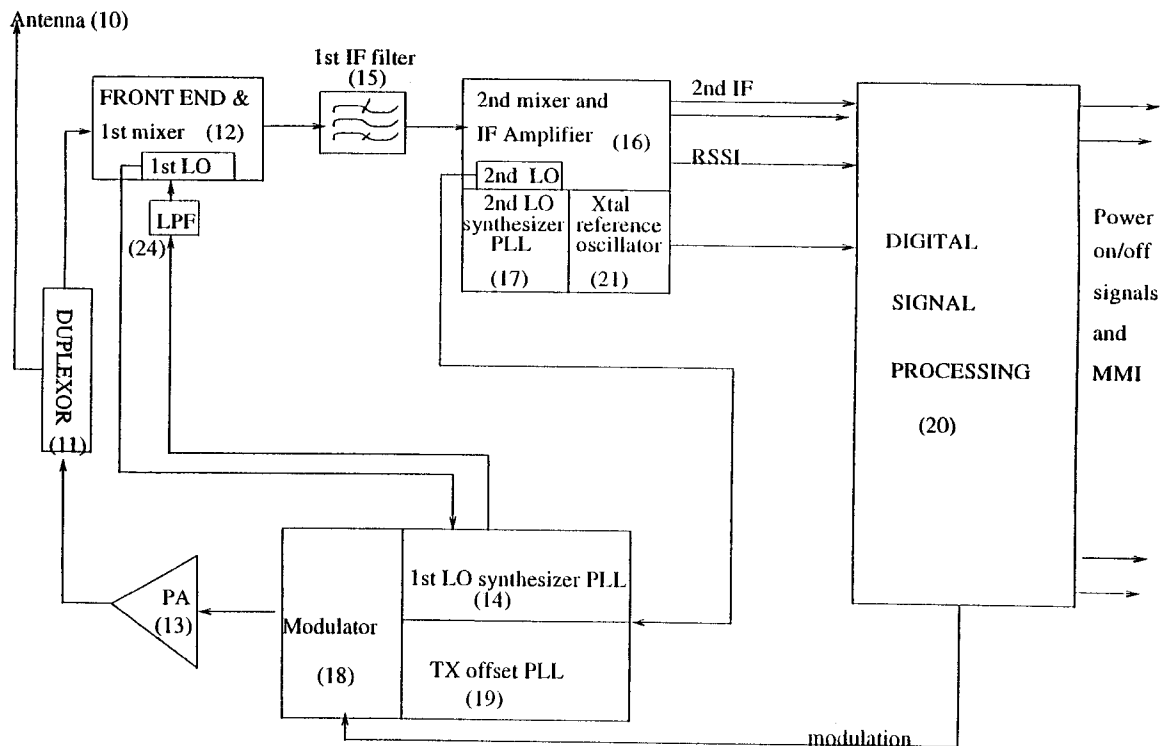 Antenna (10)
1st IF filter
(15)
FRONT END &
1st mixer (12)
1st LO
LPF
(24)
2nd mixer and
IF Amplifier
(16)
2nd LO
2nd LO
synthesizer
PLL
(17)
Xtal
reference
oscillator
(21)
2nd IF
RSSI
DIGITAL
SIGNAL
PROCESSING
(20)
Power
on/off
signals
and
MMI
DUPLEXOR
(11)
PA
(13)
Modulator
(18)
1st LO synthesizer PLL
(14)
TX offset PLL
(19)
modulation